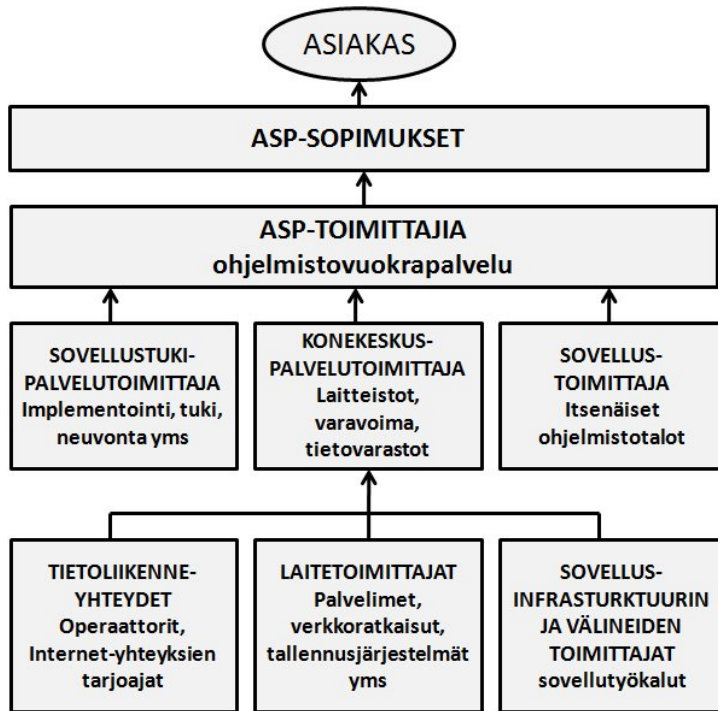 ASIAKAS
ASP-SOPIMUKSET
ASP-TOIMITTAJIA
ohjelmistovuokrapalvelu
SOVELLUSTUKI-
PALVELUTOIMITTAJA
Implementointi, tuki,
neuvonta yms
KONEKESKUS-
PALVELUTOIMITTAJA
Laitteistot,
varavoima,
tietovarastot
SOVELLUS-
TOIMITTAJA
Itsenäiset
ohjelmistotalot
TIETOLIIKENNE-
YHTEYDET
Operaattorit,
Internet-yhteyksien
tarjoajat
LAITETOIMITTAJAT
Palvelimet,
verkkoratkaisut,
tallennusjärjestelmät
yms
SOVELLUS-
INFRASTURKTUURIN
JA VÄLINEIDEN
TOIMITTAJAT
sovellutyökalut